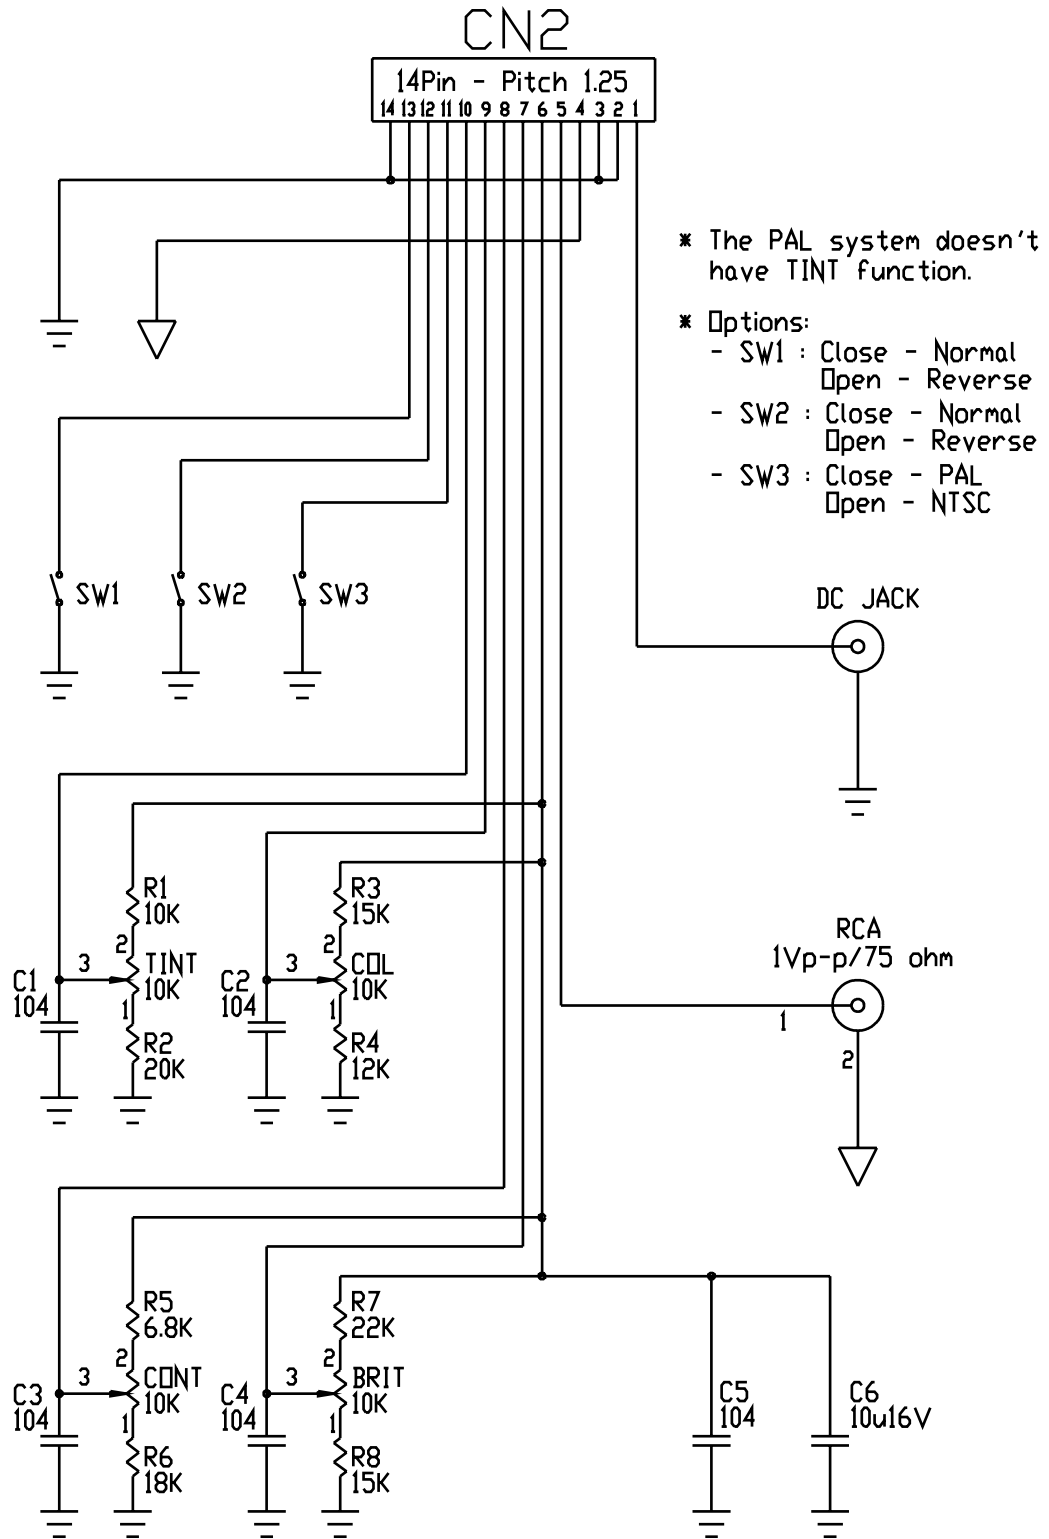 CN2
14Pin - Pitch 1.25
14 13 12 11 10 9 8 7 6 5 4 3 2 1
* The PAL system doesn't
have TINT function.
* Options:
- SW1 : Close - Normal
Open - Reverse
- SW2 : Close - Normal
Open - Reverse
- SW3 : Close - PAL
Open - NTSC
SW1
SW2
SW3
DC JACK
R1
10K
2
3
TINT
10K
C1
104
1
R2
20K
R3
15K
2
3
COL
10K
C2
104
1
R4
12K
RCA
1Vp-p/75 ohm
1
2
R5
6.8K
2
3
CONT
10K
C3
104
1
R6
18K
R7
22K
2
3
BRIT
10K
C4
104
1
R8
15K
C5
104
C6
10u16V